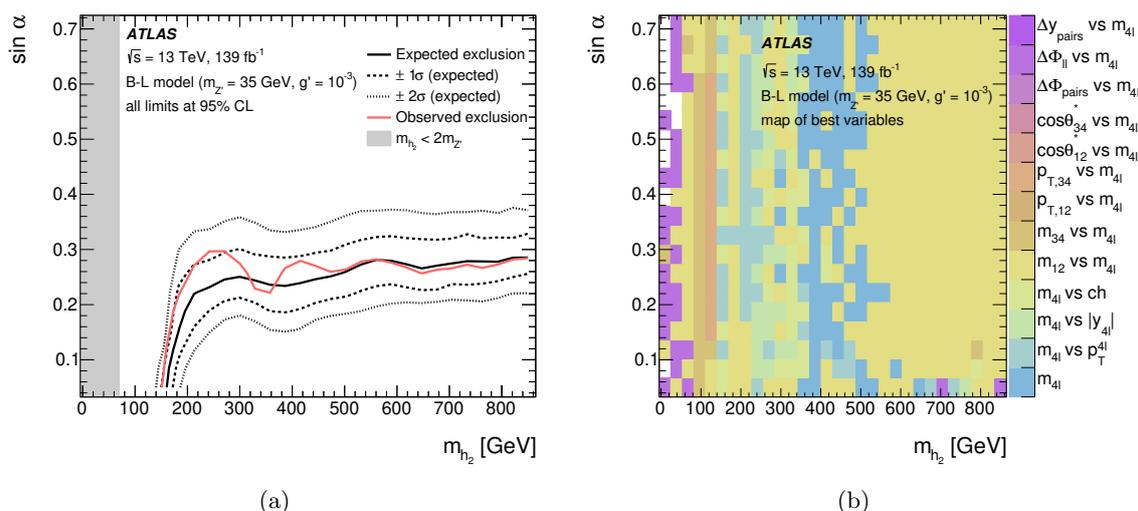 sin α
0.7
0.6
0.5
0.4
0.3
0.2
0.1
ATLAS
√s = 13 TeV, 139 fb⁻¹
B-L model (m_Z' = 35 GeV, g' = 10⁻³)
all limits at 95% CL
Expected exclusion
± 1σ (expected)
± 2σ (expected)
Observed exclusion
m_h₂ < 2m_Z'
0 100 200 300 400 500 600 700 800
m_h₂ [GeV]
(a)
sin α
0.7
0.6
0.5
0.4
0.3
0.2
0.1
ATLAS
√s = 13 TeV, 139 fb⁻¹
B-L model (m_Z' = 35 GeV, g' = 10⁻³)
map of best variables
0 100 200 300 400 500 600 700 800
m_h₂ [GeV]
Δy_pairs vs m_4l
ΔΦ_ll vs m_4l
ΔΦ_pairs vs m_4l
cosθ*_34 vs m_4l
cosθ*_12 vs m_4l
p_T,34 vs m_4l
p_T,12 vs m_4l
m_34 vs m_4l
m_12 vs m_4l
m_4l vs ch
m_4l vs |y_4l|
m_4l vs p_T^4l
m_4l
(b)